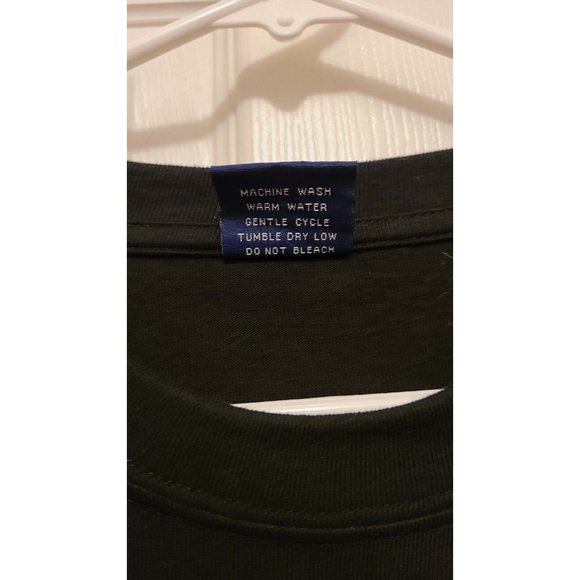 MACHINE WASH
WARM WATER
GENTLE CYCLE
TUMBLE DRY LOW
DO NOT BLEACH